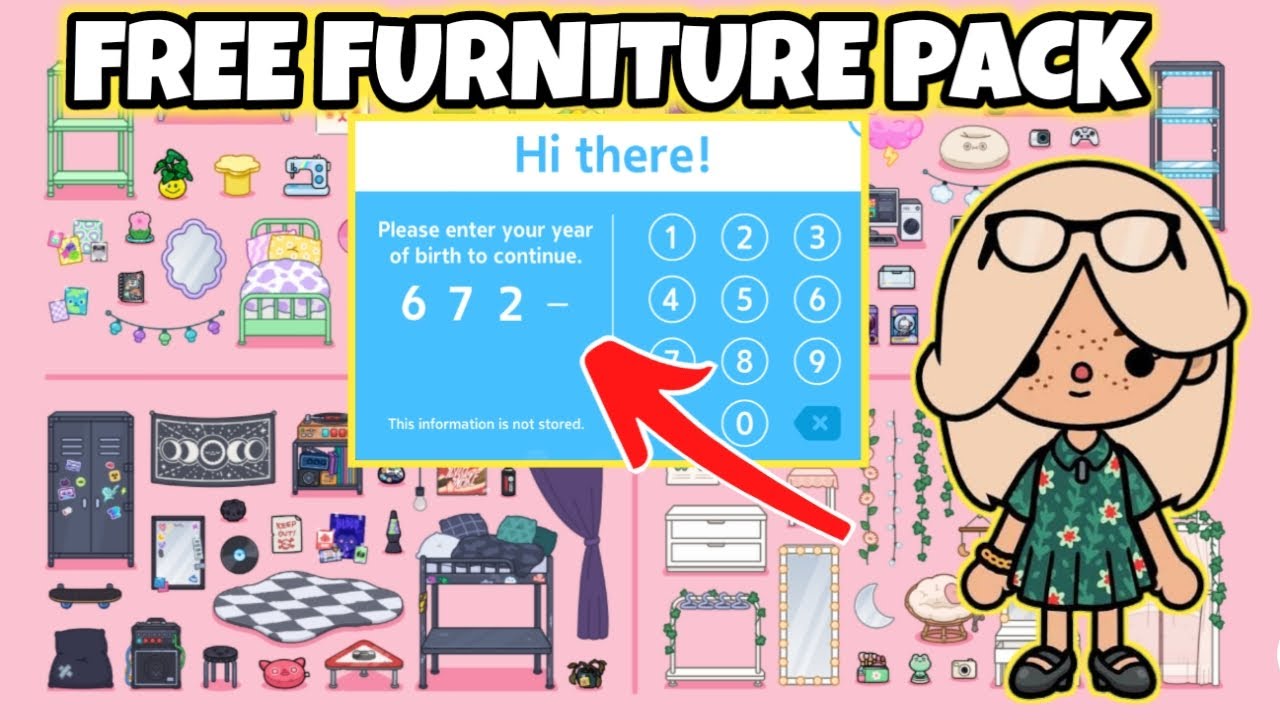 FREE FURNITURE PACK
Hi there!
Please enter your year
of birth to continue.
6 7 2 –
1 2 3
4 5 6
7 8 9
0
This information is not stored.
KEEP
OUT!